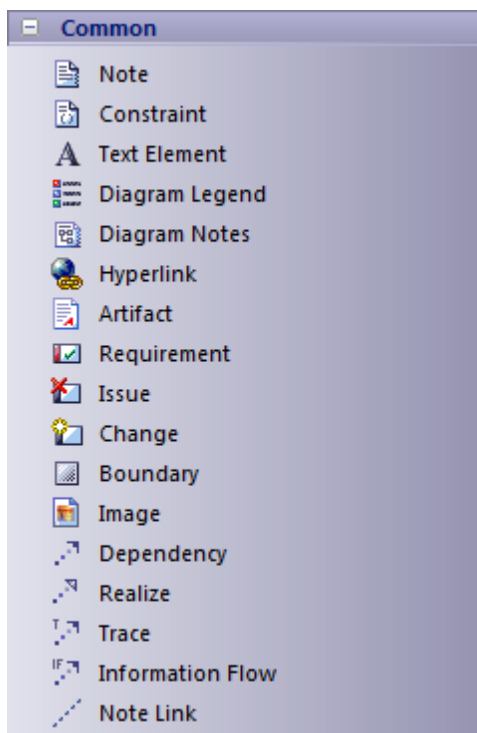 Common
Note
Constraint
Text Element
Diagram Legend
Diagram Notes
Hyperlink
Artifact
Requirement
Issue
Change
Boundary
Image
Dependency
Realize
T Trace
IF Information Flow
Note Link